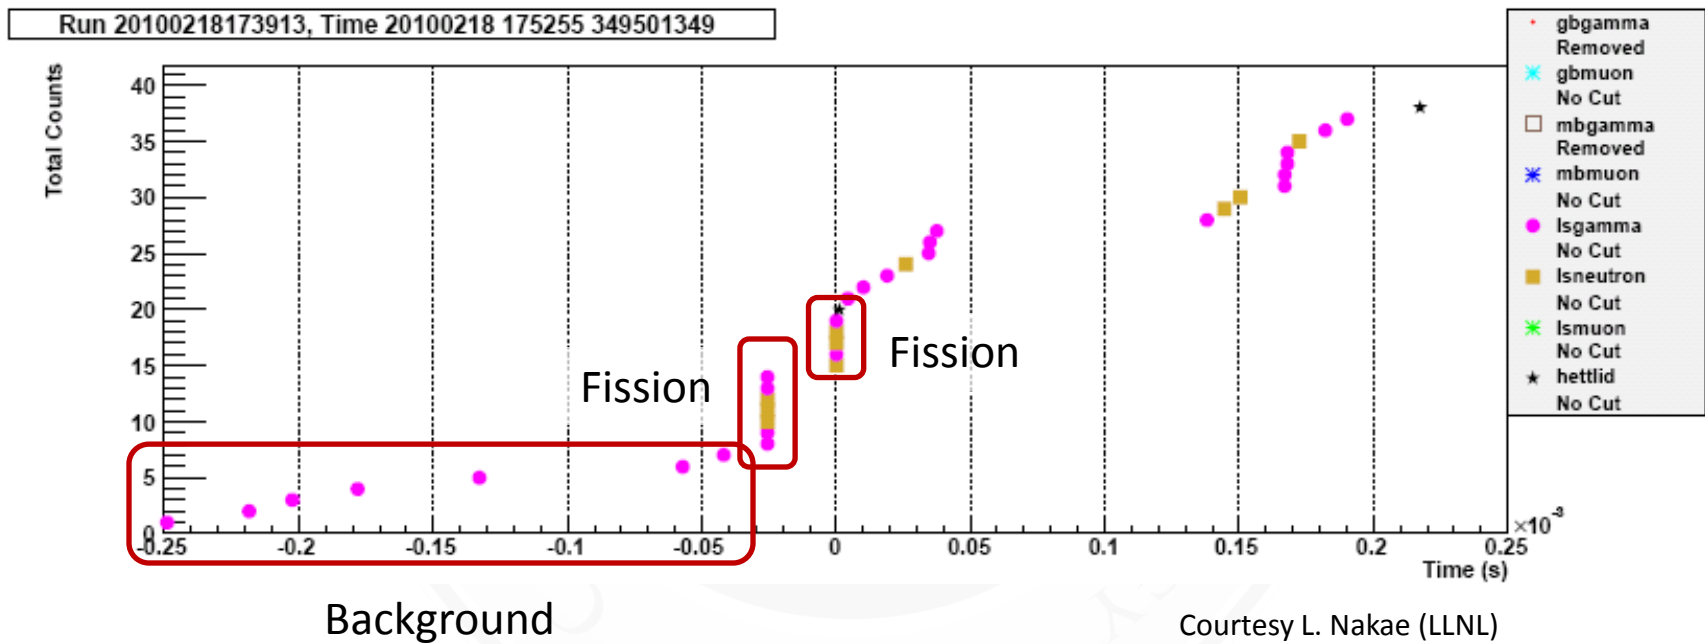 Run 20100218173913, Time 20100218 175255 349501349
Total Counts
40
35
30
25
20
15
10
5
0
-0.25
-0.2
-0.15
-0.1
-0.05
0
0.05
0.1
0.15
0.2
0.25
×10⁻³
Time (s)
Fission
Fission
Background
gbgamma
Removed
gbmuon
No Cut
mbgamma
Removed
mbmuon
No Cut
lsgamma
No Cut
lsneutron
No Cut
lsmuon
No Cut
hettlid
No Cut
Courtesy L. Nakae (LLNL)